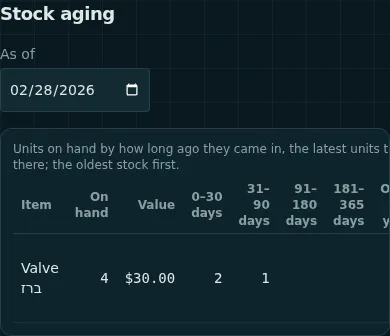 Stock aging
As of
02/28/2026
Units on hand by how long ago they came in, the latest units
there; the oldest stock first.
Item On hand Value 0–30 days 31–90 days 91–180 days 181–365 days
Valve ברז 4 $30.00 2 1